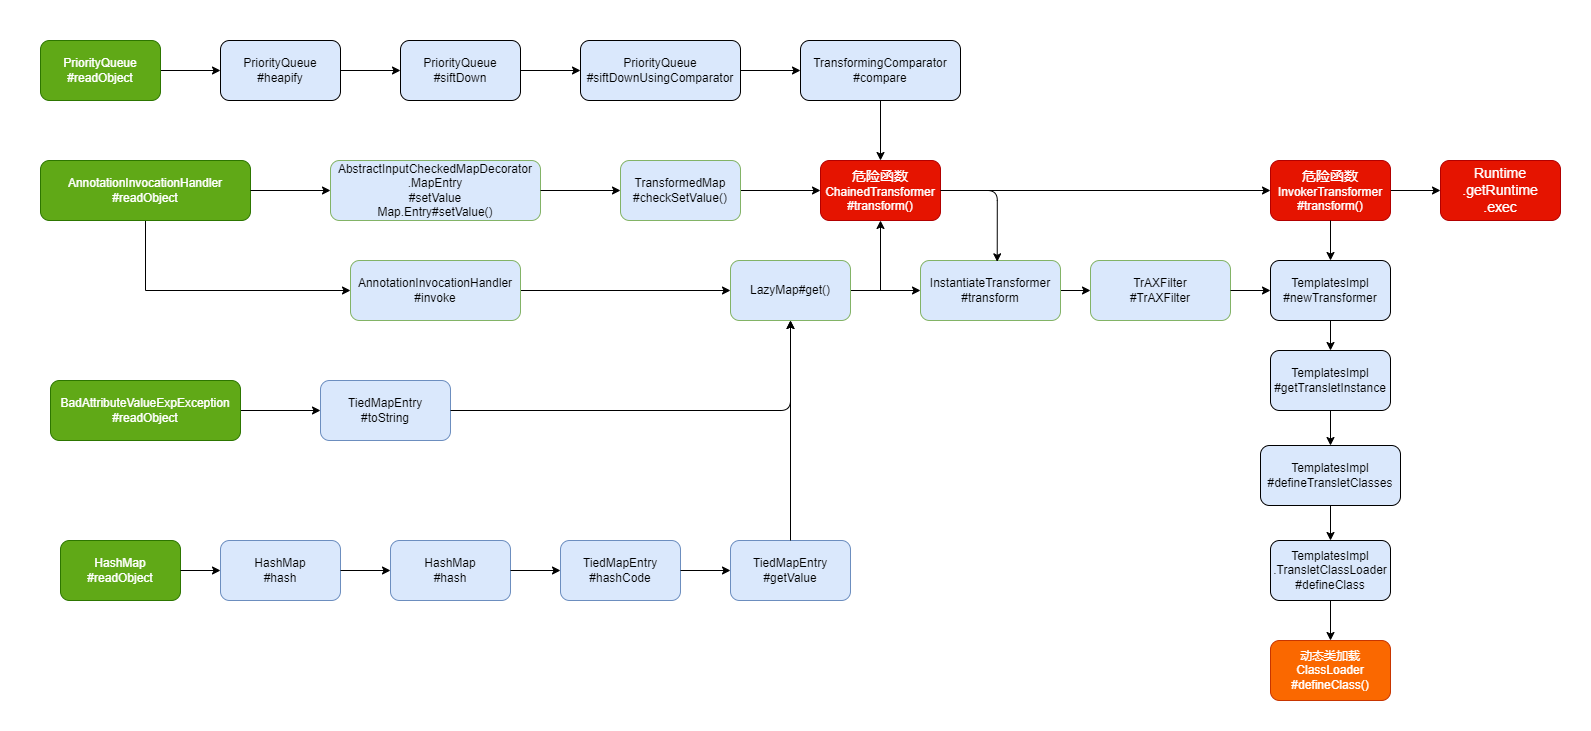 PriorityQueue
#readObject
PriorityQueue
#heapify
PriorityQueue
#siftDown
PriorityQueue
#siftDownUsingComparator
TransformingComparator
#compare
AnnotationInvocationHandler
#readObject
AbstractInputCheckedMapDecorator
.MapEntry
#setValue
Map.Entry#setValue()
TransformedMap
#checkSetValue()
危险函数
ChainedTransformer
#transform()
危险函数
InvokerTransformer
#transform()
Runtime
.getRuntime
.exec
AnnotationInvocationHandler
#invoke
LazyMap#get()
InstantiateTransformer
#transform
TrAXFilter
#TrAXFilter
TemplatesImpl
#newTransformer
TemplatesImpl
#getTransletInstance
BadAttributeValueExpException
#readObject
TiedMapEntry
#toString
TemplatesImpl
#defineTransletClasses
HashMap
#readObject
HashMap
#hash
HashMap
#hash
TiedMapEntry
#hashCode
TiedMapEntry
#getValue
TemplatesImpl
.TransletClassLoader
#defineClass
动态类加载
ClassLoader
#defineClass()